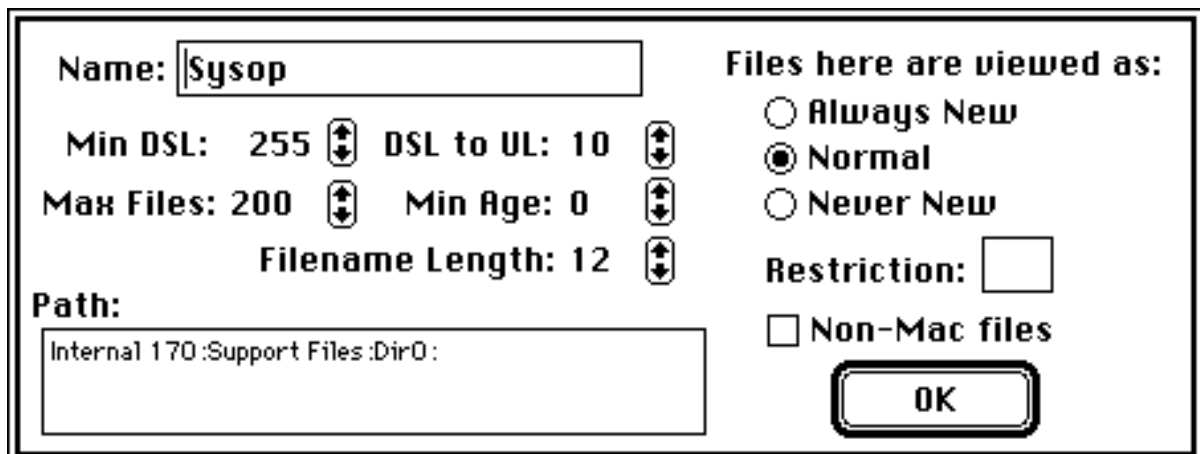 Name: Sysop
Min DSL: 255 DSL to UL: 10
Max Files: 200 Min Age: 0
Filename Length: 12
Path:
Internal 170:Support Files:Dir0:
Files here are viewed as:
Always New
Normal
Never New
Restriction:
Non-Mac files
OK